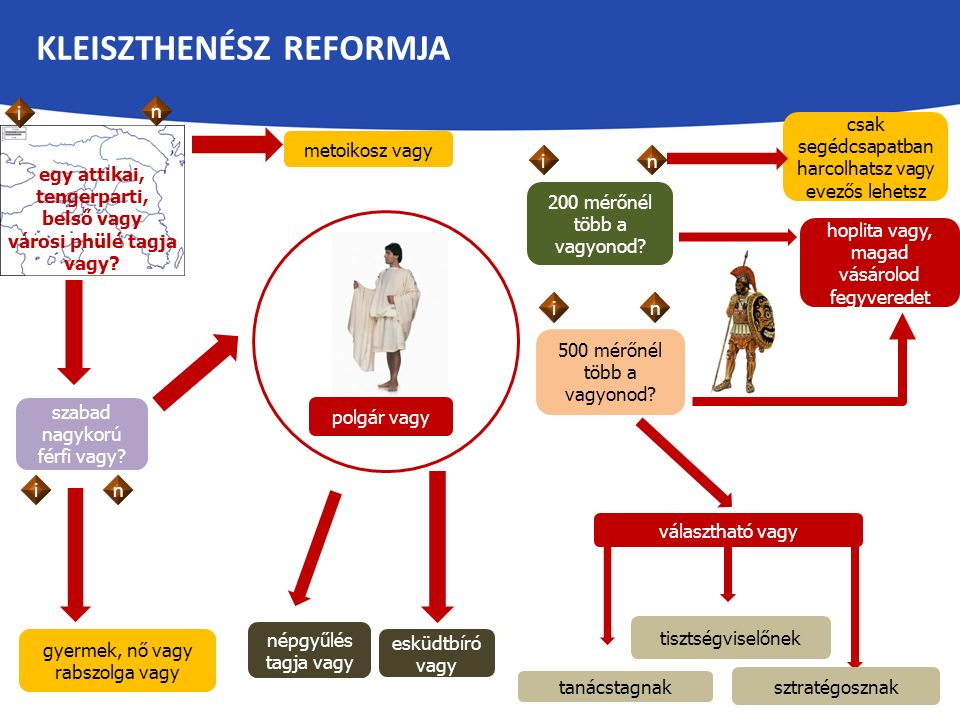 KLEISZTHENÉSZ REFORMJA
i
n
egy attikai,
tengerparti,
belső vagy
városi phülé tagja
vagy?
metoikosz vagy
i
n
csak
segédcsapatban
harcolhatsz vagy
evezős lehetsz
200 mérőnél
több a
vagyonod?
hoplita vagy,
magad
vásárolod
fegyveredet
i
n
500 mérőnél
több a
vagyonod?
szabad
nagykorú
férfi vagy?
polgár vagy
i
n
választható vagy
gyermek, nő vagy
rabszolga vagy
népgyűlés
tagja vagy
esküdtbíró
vagy
tisztségviselőnek
tanácstagnak
sztratégosznak